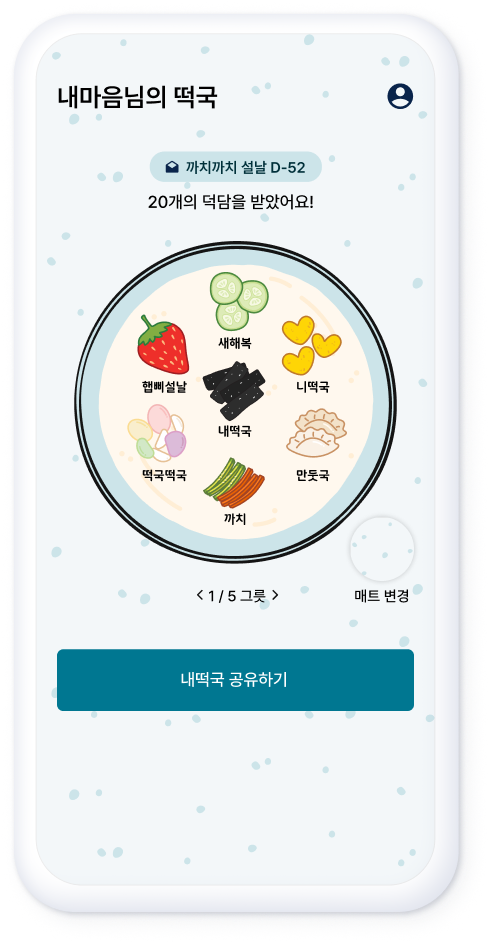 내마음님의 떡국
까치까치 설날 D-52
20개의 덕담을 받았어요!
새해복
햅삐설날
니떡국
내떡국
떡국떡국
만둣국
까치
1 / 5 그릇
매트 변경
내떡국 공유하기